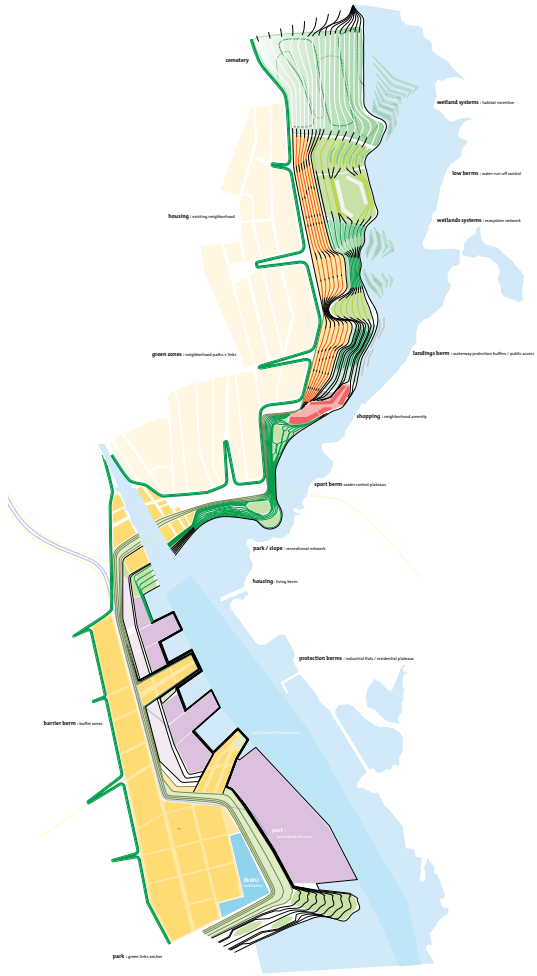 cemetery
wetland systems : habitat incentive
low berms : water run-off control
housing : existing neighborhood
wetlands systems : ecosystem network
green zones : neighborhood paths + links
landings berm : waterway protection buffers / public access
shopping : neighborhood amenity
sport berm : water control plateaus
park / slope : recreational network
housing : living berm
protection berms : industrial flats / residential plateaus
barrier berm : buffer zones
port :
park : green links anchor